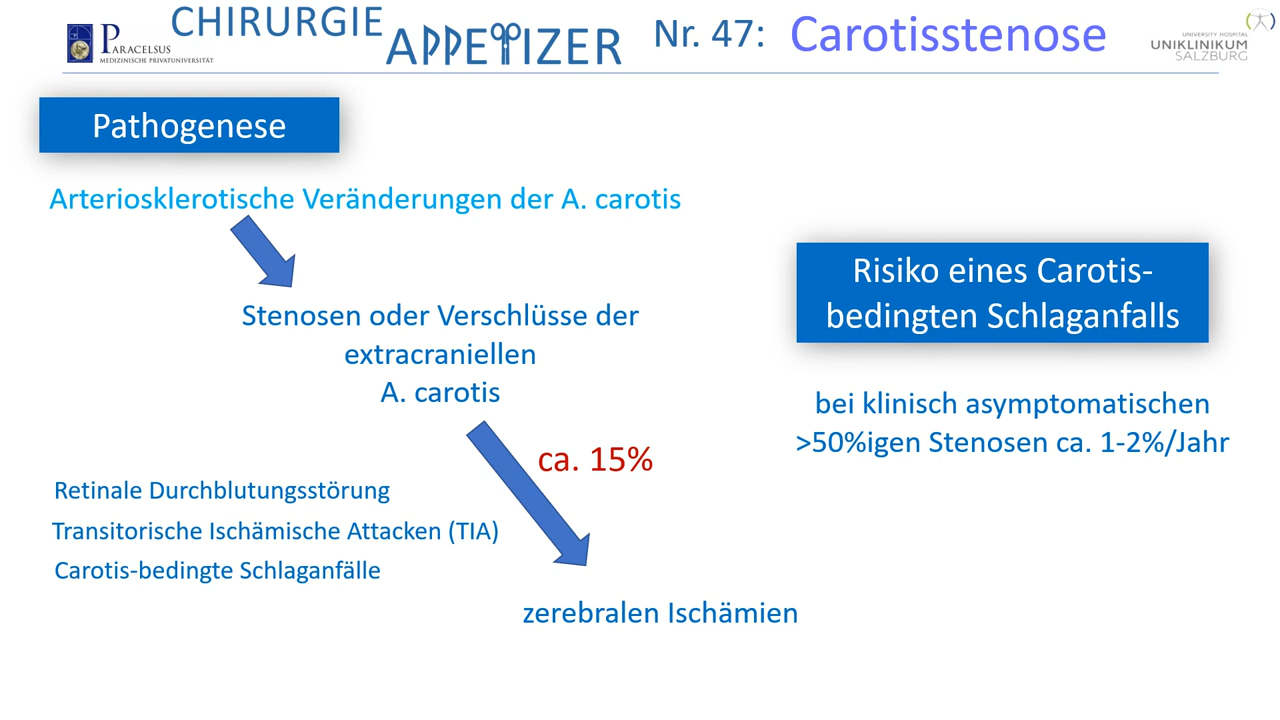 PARACELSUS
MEDIZINISCHE PRIVATUNIVERSITÄT
CHIRURGIE
APPETIZER
Nr. 47: Carotisstenose
UNIVERSITY HOSPITAL
UNIKLINIKUM
SALZBURG
Pathogenese
Arteriosklerotische Veränderungen der A. carotis
Stenosen oder Verschlüsse der
extracraniellen
A. carotis
ca. 15%
Retinale Durchblutungsstörung
Transitorische Ischämische Attacken (TIA)
Carotis-bedingte Schlaganfälle
zerebralen Ischämien
Risiko eines Carotis-
bedingten Schlaganfalls
bei klinisch asymptomatischen
>50%igen Stenosen ca. 1-2%/Jahr